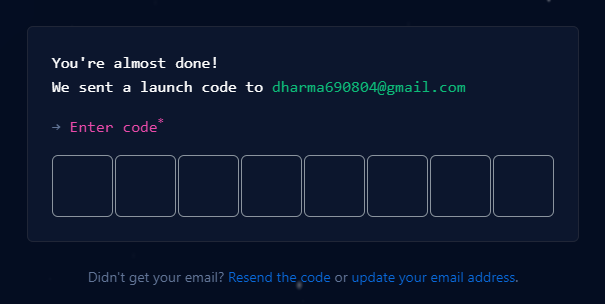 You're almost done!
We sent a launch code to dharma690804@gmail.com
→ Enter code*
Didn't get your email? Resend the code or update your email address.